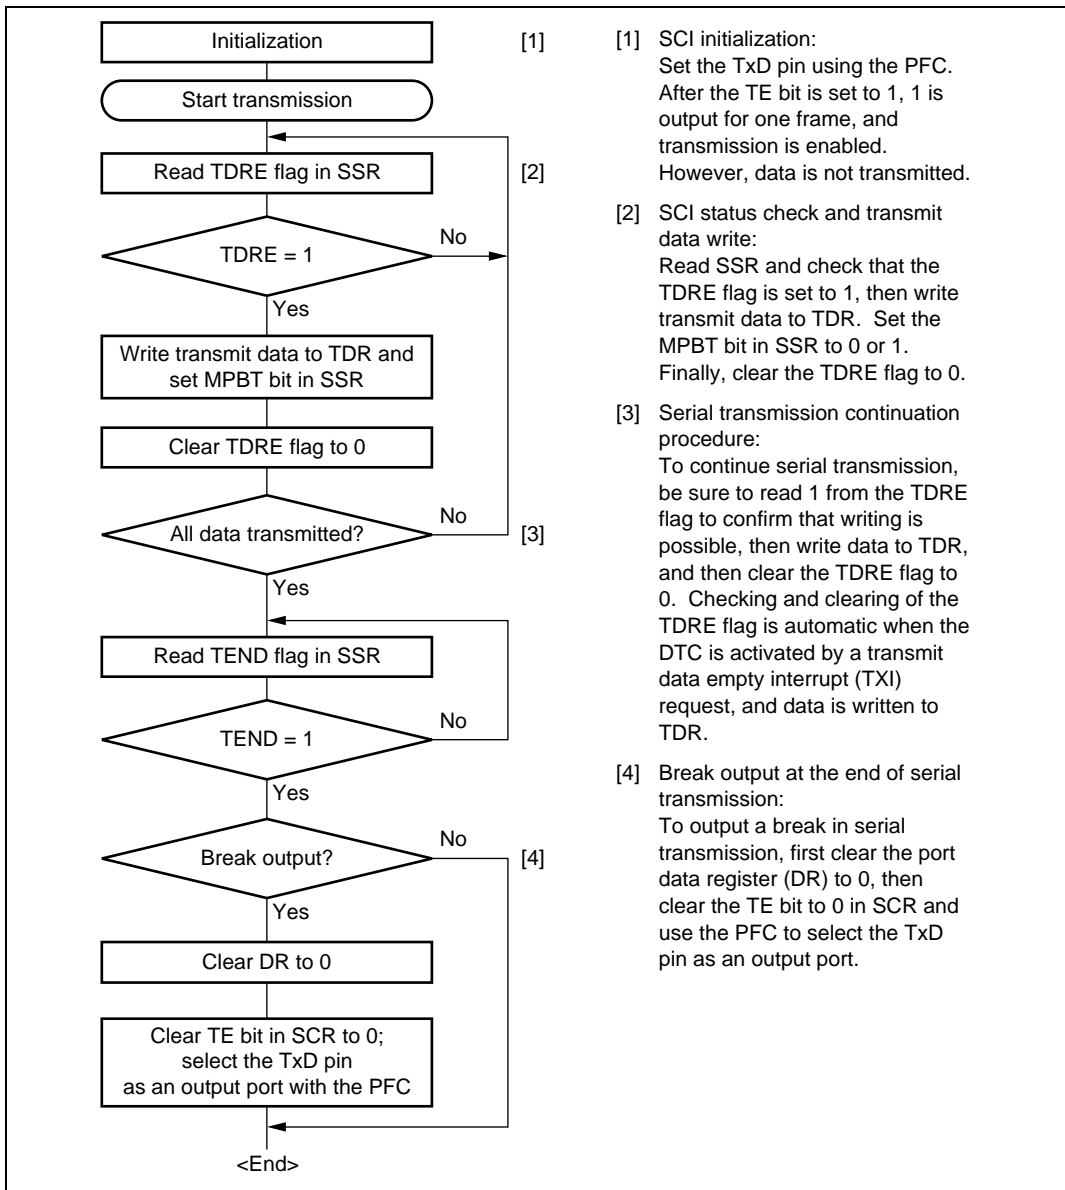 Initialization
[1]
Start transmission
Read TDRE flag in SSR
[2]
TDRE = 1
No
Yes
Write transmit data to TDR and
set MPBT bit in SSR
Clear TDRE flag to 0
All data transmitted?
No
[3]
Yes
Read TEND flag in SSR
TEND = 1
No
Yes
Break output?
No
[4]
Yes
Clear DR to 0
Clear TE bit in SCR to 0;
select the TxD pin
as an output port with the PFC
<End>
[1] SCI initialization:
Set the TxD pin using the PFC.
After the TE bit is set to 1, 1 is
output for one frame, and
transmission is enabled.
However, data is not transmitted.
[2] SCI status check and transmit
data write:
Read SSR and check that the
TDRE flag is set to 1, then write
transmit data to TDR. Set the
MPBT bit in SSR to 0 or 1.
Finally, clear the TDRE flag to 0.
[3] Serial transmission continuation
procedure:
To continue serial transmission,
be sure to read 1 from the TDRE
flag to confirm that writing is
possible, then write data to TDR,
and then clear the TDRE flag to
0. Checking and clearing of the
TDRE flag is automatic when the
DTC is activated by a transmit
data empty interrupt (TXI)
request, and data is written to
TDR.
[4] Break output at the end of serial
transmission:
To output a break in serial
transmission, first clear the port
data register (DR) to 0, then
clear the TE bit to 0 in SCR and
use the PFC to select the TxD
pin as an output port.